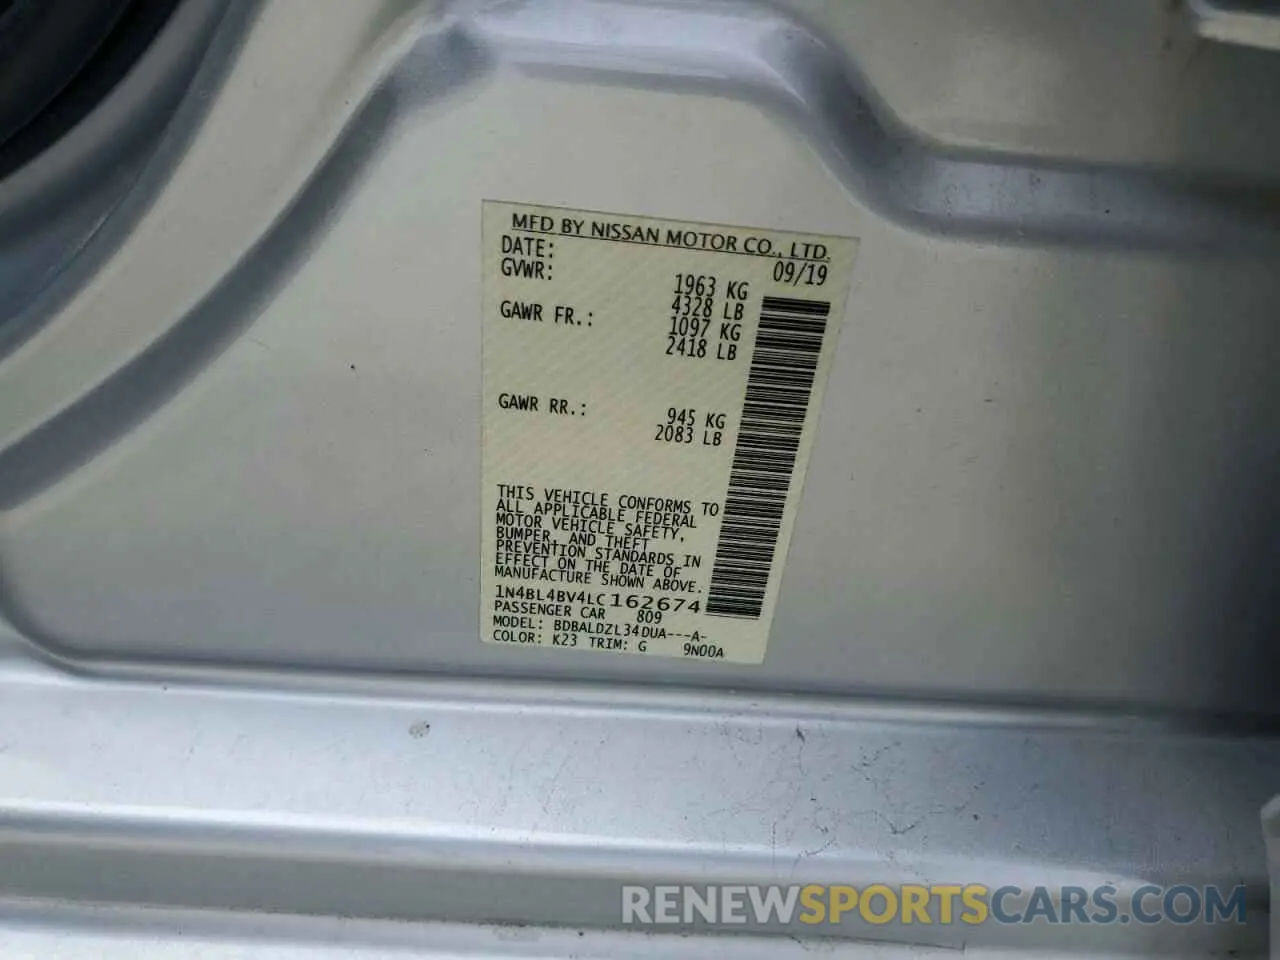 MFD BY NISSAN MOTOR CO., LTD.
DATE: 09/19
GVWR: 1963 KG
4328 LB
GAWR FR.: 1097 KG
2418 LB
GAWR RR.: 945 KG
2083 LB
THIS VEHICLE CONFORMS TO
ALL APPLICABLE FEDERAL
MOTOR VEHICLE SAFETY,
BUMPER, AND THEFT
PREVENTION STANDARDS IN
EFFECT ON THE DATE OF
MANUFACTURE SHOWN ABOVE.
1N4BL4BV4LC162674
PASSENGER CAR 809
MODEL: BDBALDZL34DUA---A-
COLOR: K23 TRIM: G 9N00A
RENEWSPORTSCARS.COM